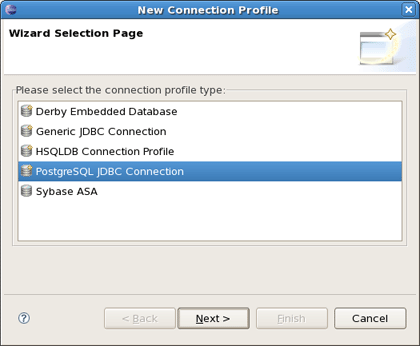 New Connection Profile
Wizard Selection Page
Please select the connection profile type:
Derby Embedded Database
Generic JDBC Connection
HSQLDB Connection Profile
PostgreSQL JDBC Connection
Sybase ASA
? < Back Next > Finish Cancel